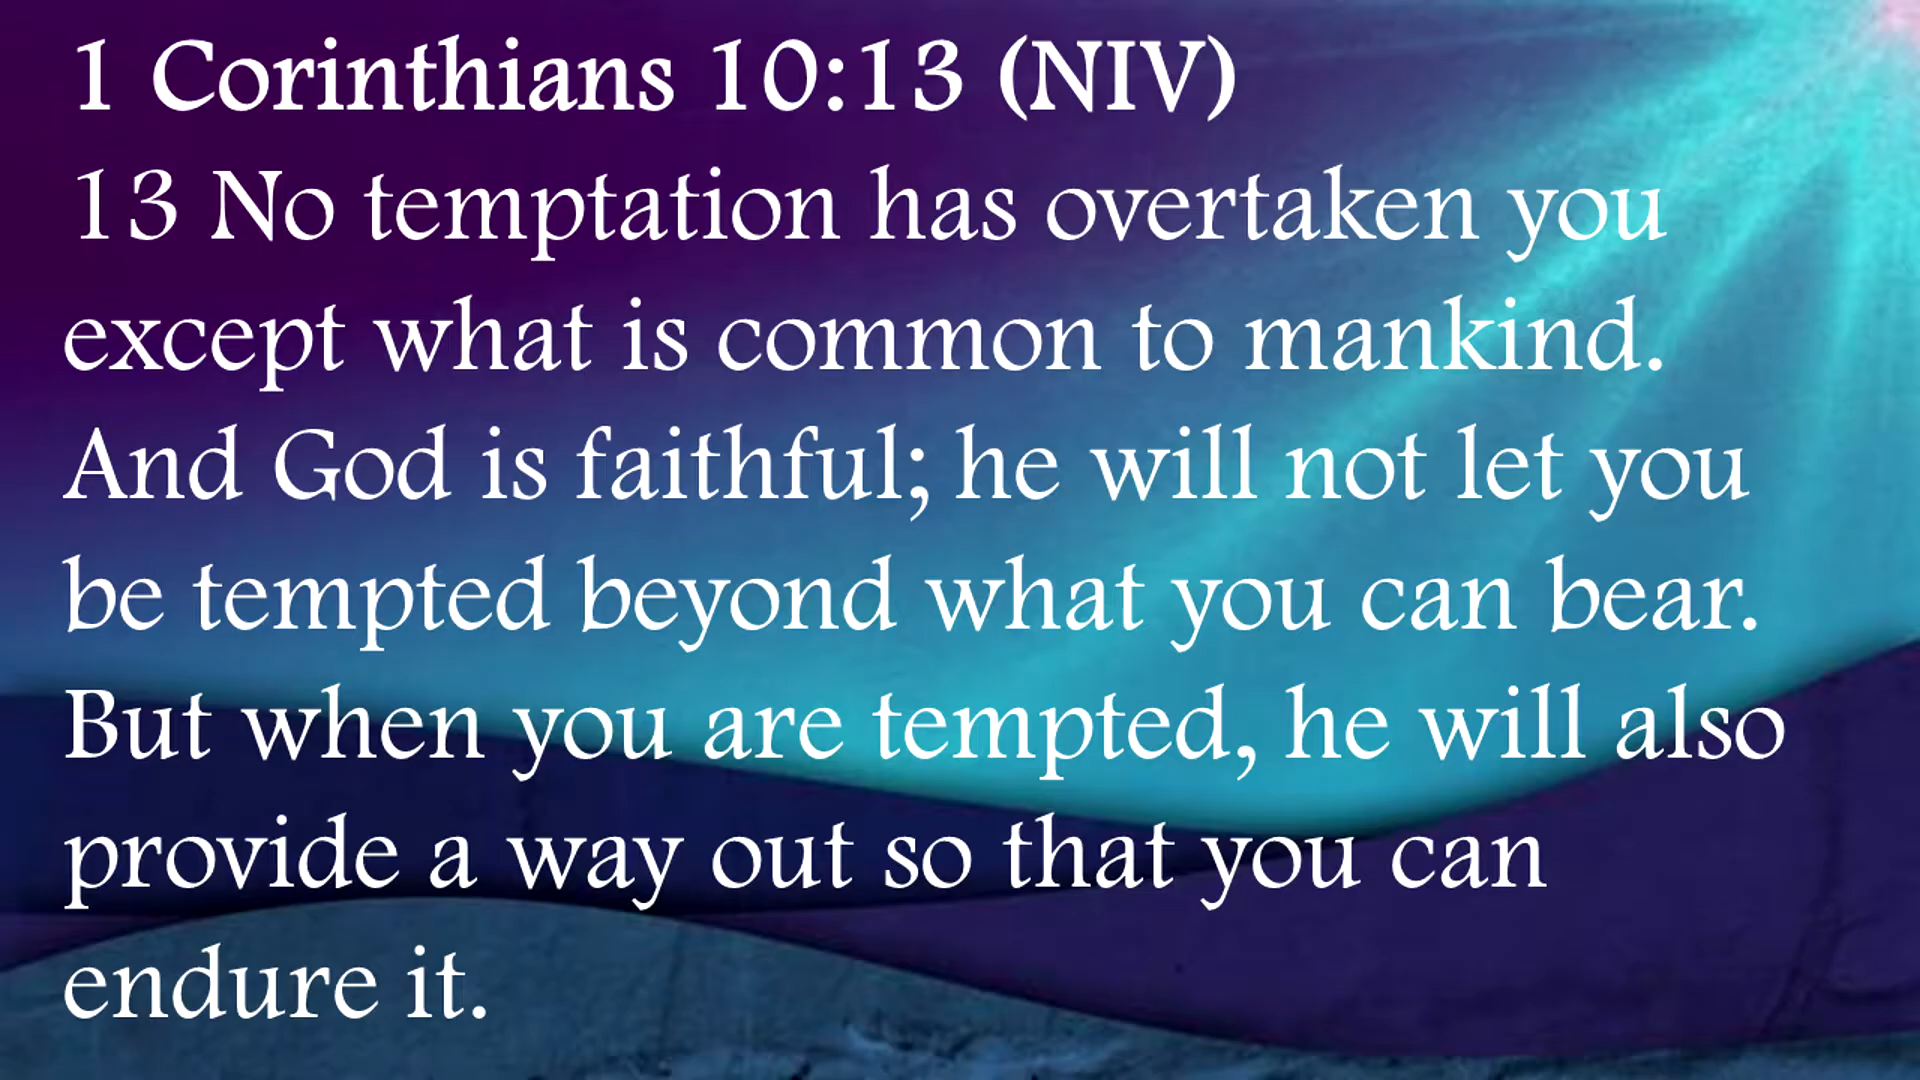 1 Corinthians 10:13 (NIV)
13 No temptation has overtaken you
except what is common to mankind.
And God is faithful; he will not let you
be tempted beyond what you can bear.
But when you are tempted, he will also
provide a way out so that you can
endure it.